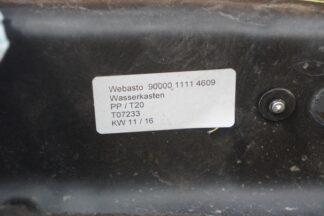 Webasto 90000 1111 4609
Wasserkasten
PP / T20
T07233
KW 11 / 16